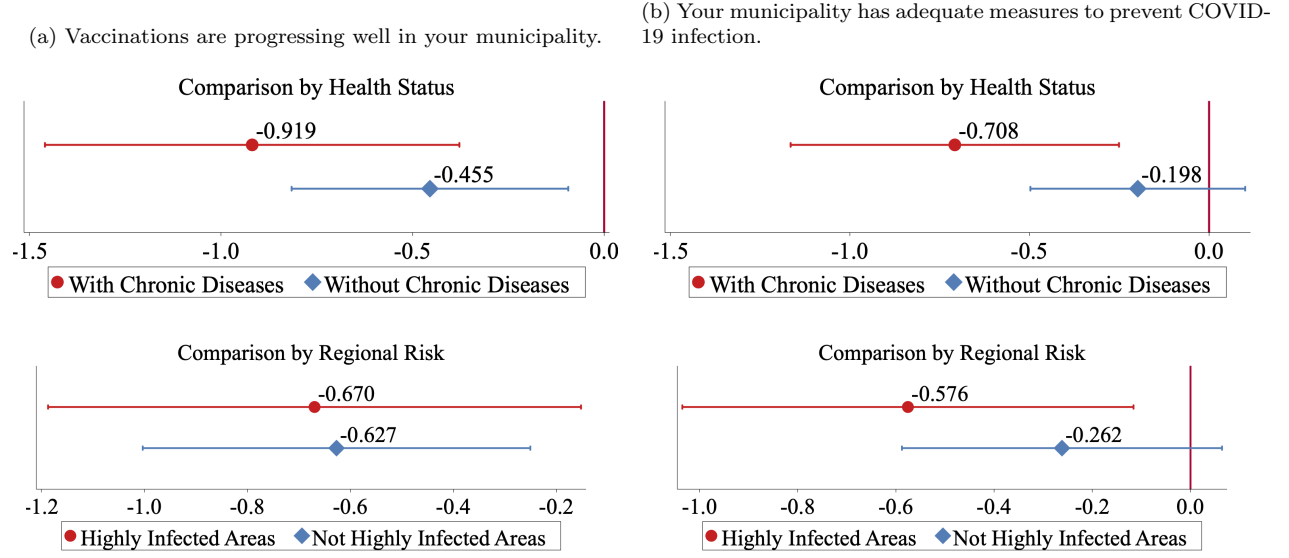 (a) Vaccinations are progressing well in your municipality.
Comparison by Health Status
-0.919
-0.455
-1.5 -1.0 -0.5 0.0
With Chronic Diseases Without Chronic Diseases
Comparison by Regional Risk
-0.670
-0.627
-1.2 -1.0 -0.8 -0.6 -0.4 -0.2
Highly Infected Areas Not Highly Infected Areas
(b) Your municipality has adequate measures to prevent COVID-
19 infection.
Comparison by Health Status
-0.708
-0.198
-1.5 -1.0 -0.5 0.0
With Chronic Diseases Without Chronic Diseases
Comparison by Regional Risk
-0.576
-0.262
-1.0 -0.8 -0.6 -0.4 -0.2 0.0
Highly Infected Areas Not Highly Infected Areas